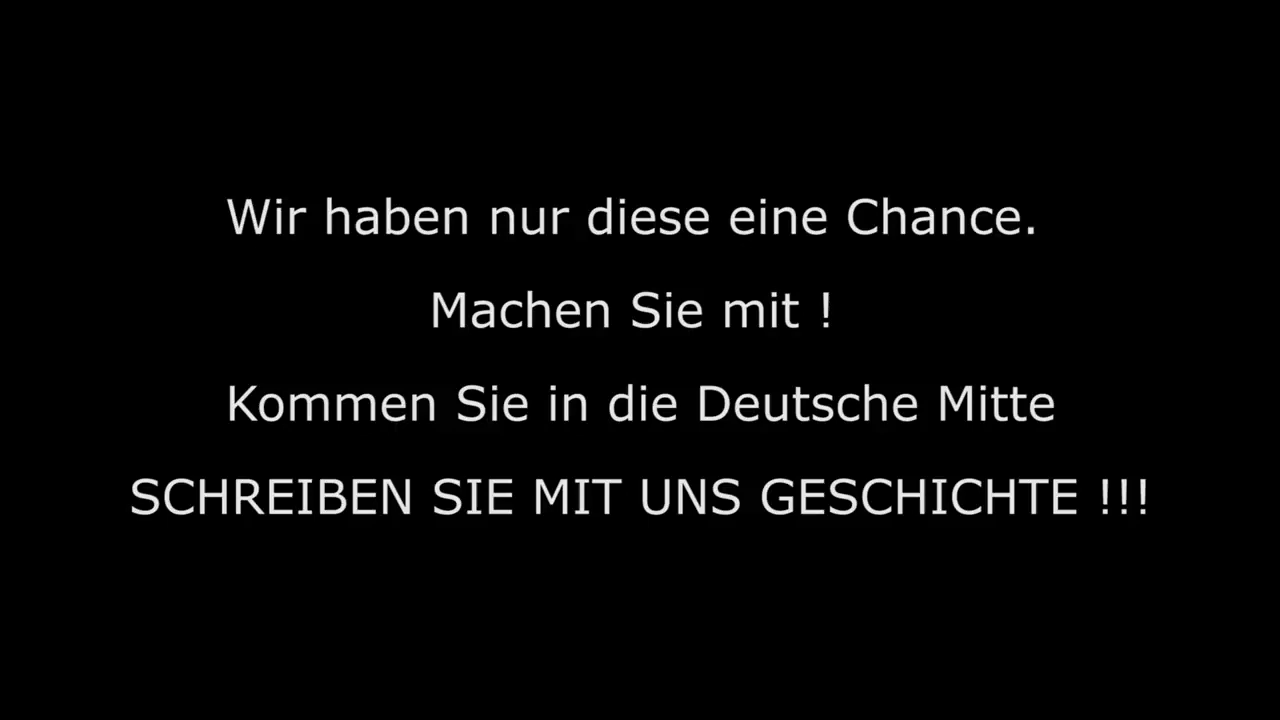 Wir haben nur diese eine Chance.
Machen Sie mit !
Kommen Sie in die Deutsche Mitte
SCHREIBEN SIE MIT UNS GESCHICHTE !!!